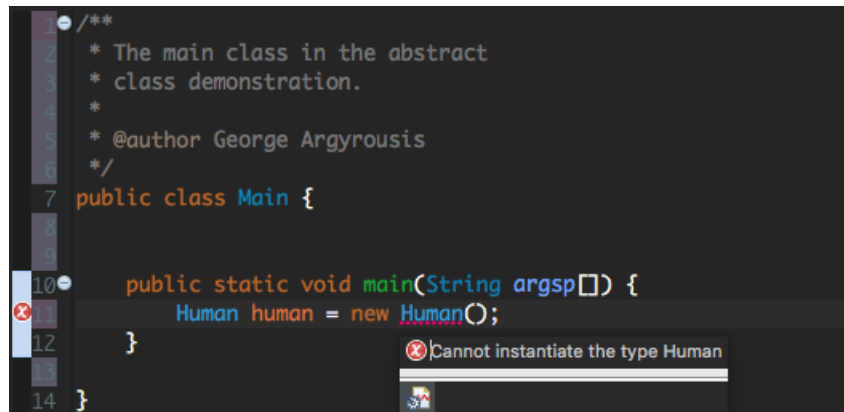 1 /**
2  * The main class in the abstract
3  * class demonstration.
4  *
5  * @author George Argyrousis
6  */
7 public class Main {
8
9
10     public static void main(String argsp[]) {
11         Human human = new Human();
12     }
Cannot instantiate the type Human
13
14 }